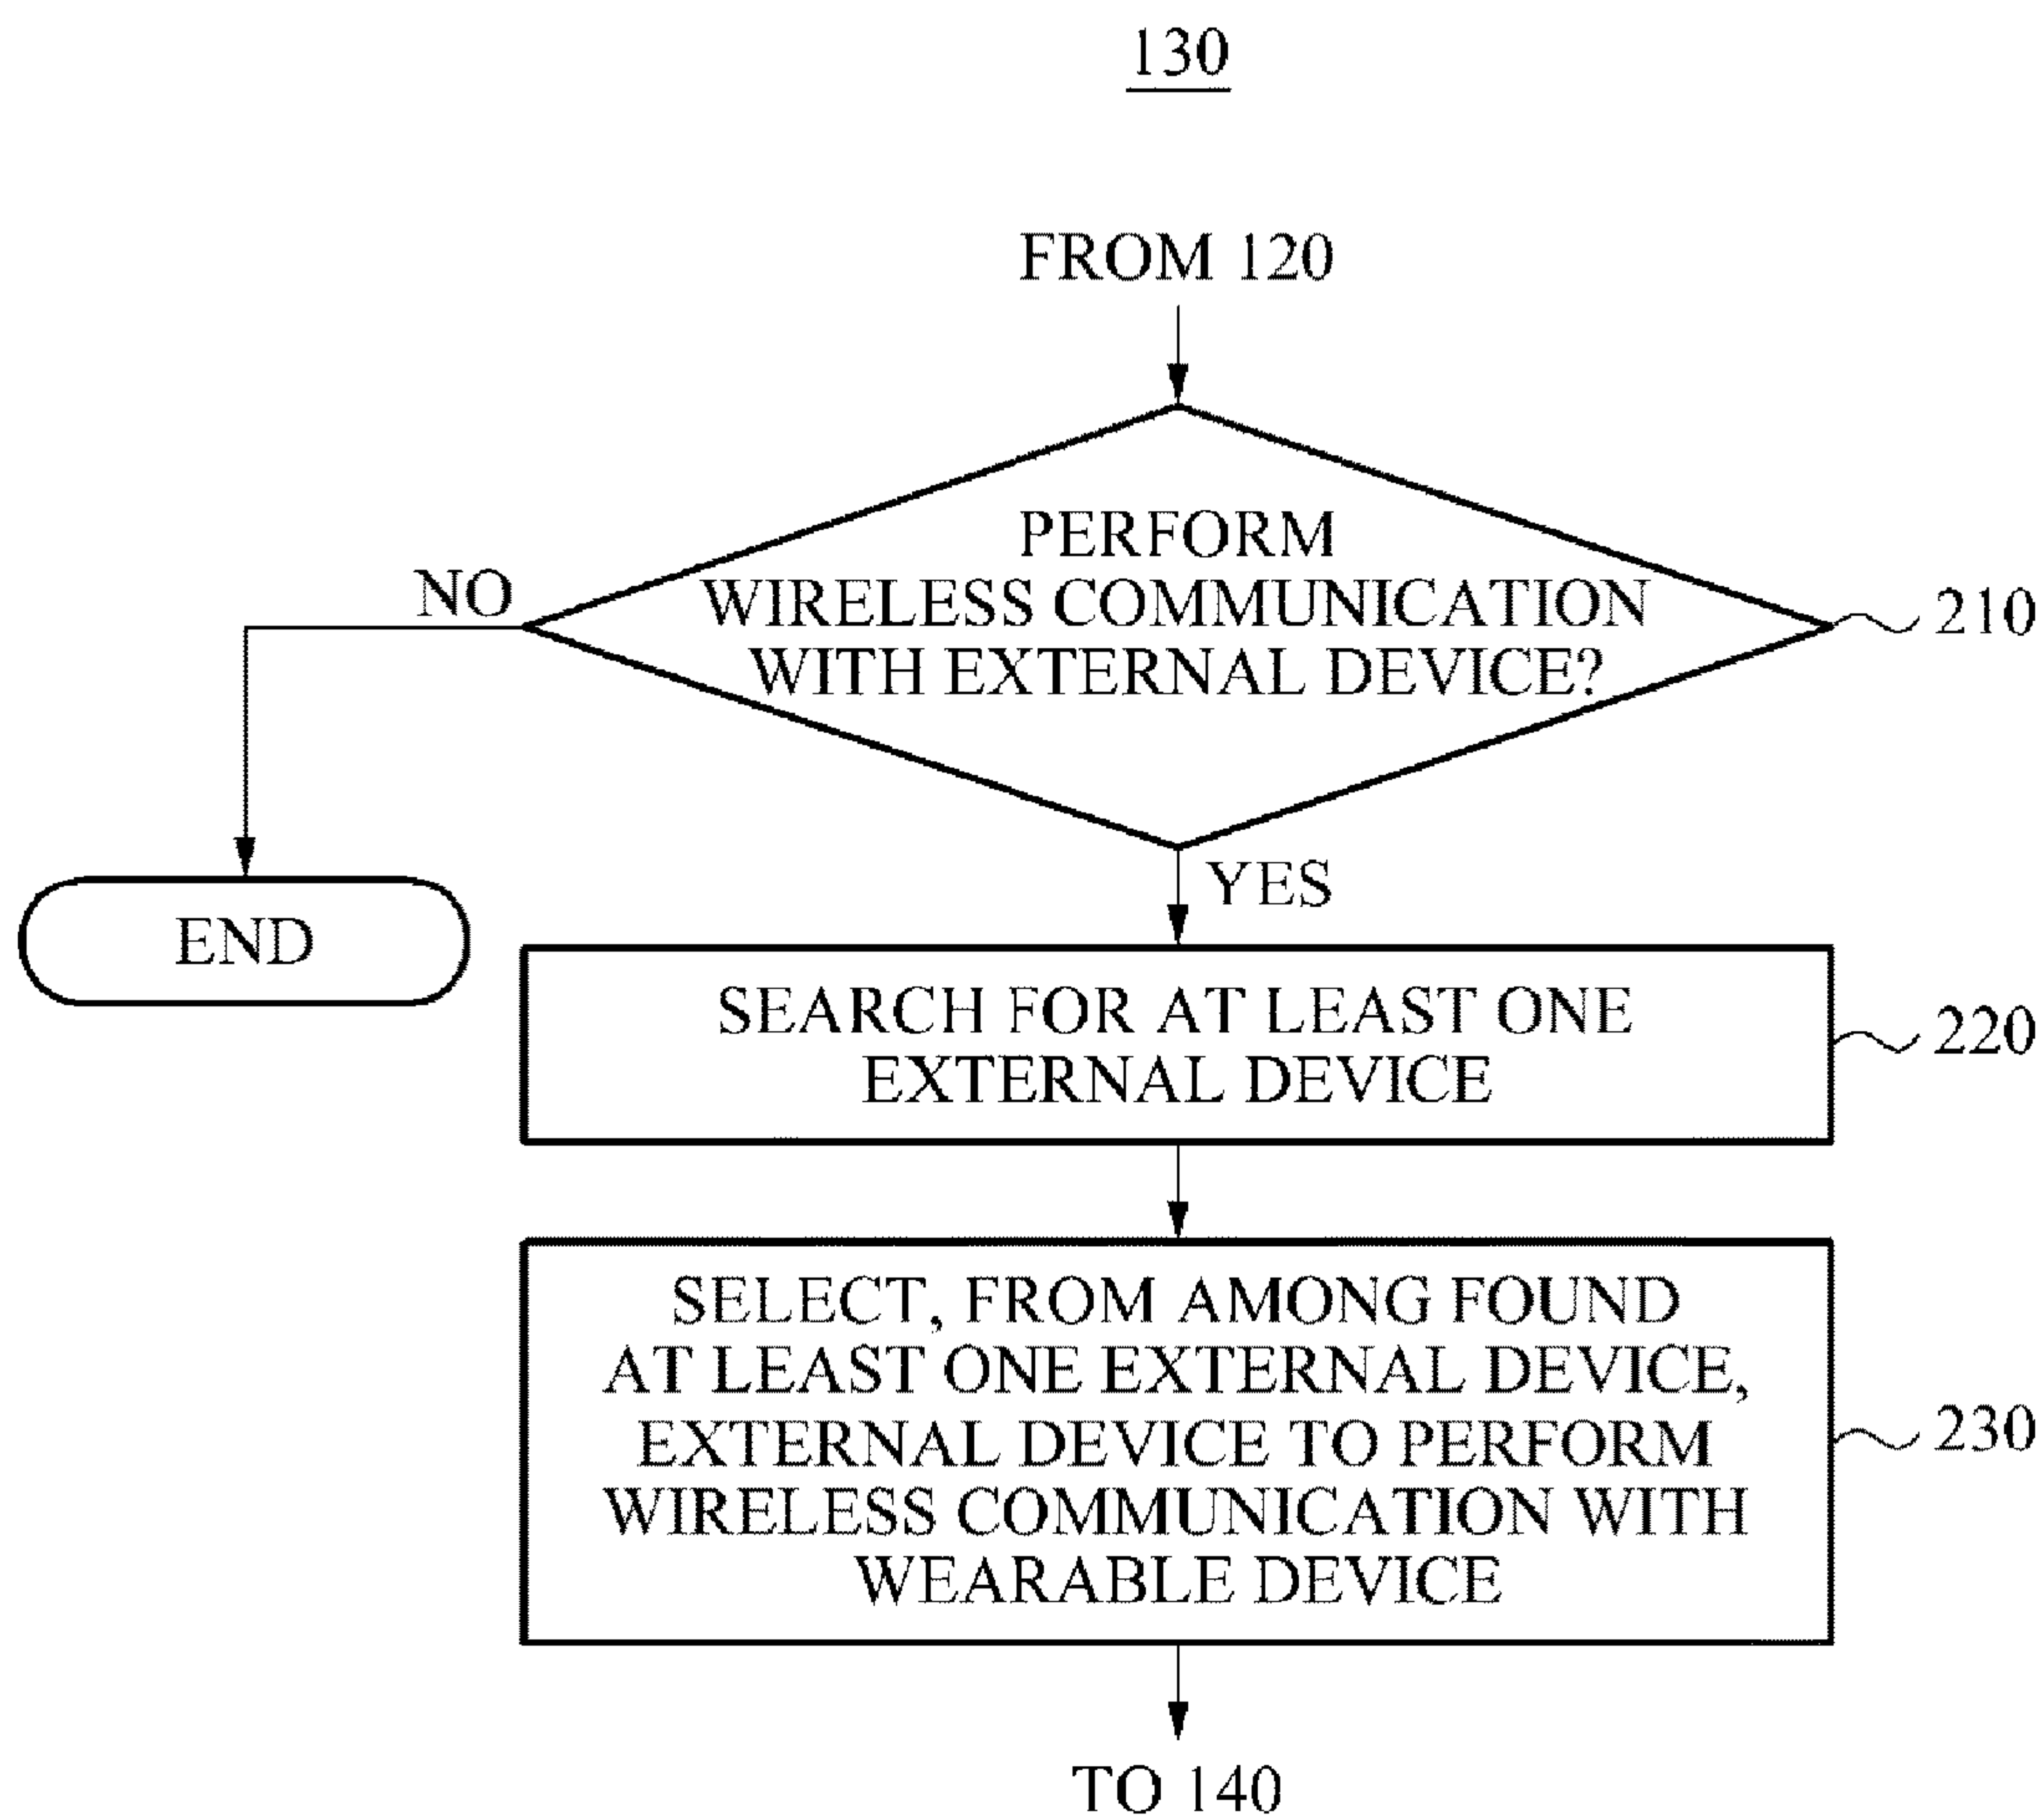 130
FROM 120
PERFORM
WIRELESS COMMUNICATION
WITH EXTERNAL DEVICE?
210
NO
YES
END
SEARCH FOR AT LEAST ONE
EXTERNAL DEVICE
220
SELECT, FROM AMONG FOUND
AT LEAST ONE EXTERNAL DEVICE,
EXTERNAL DEVICE TO PERFORM
WIRELESS COMMUNICATION WITH
WEARABLE DEVICE
230
TO 140